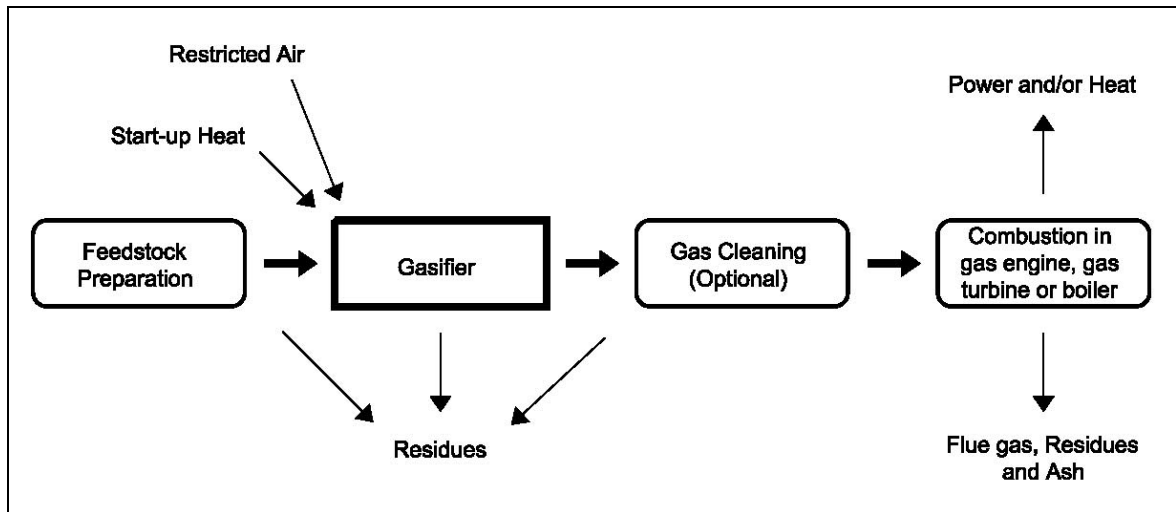 Restricted Air
Start-up Heat
Power and/or Heat
Feedstock
Preparation
Gasifier
Gas Cleaning
(Optional)
Combustion in
gas engine, gas
turbine or boiler
Residues
Flue gas, Residues
and Ash